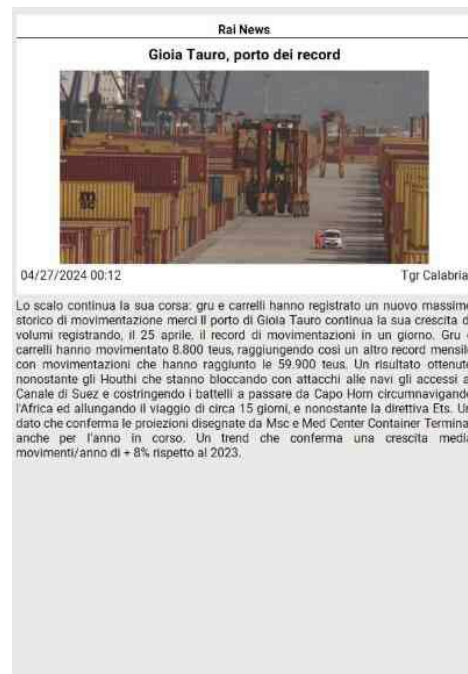 Rai News
Gioia Tauro, porto dei record
04/27/2024 00:12
Tgr Calabria
Lo scalo continua la sua corsa: gru e carrelli hanno registrato un nuovo massimo
storico di movimentazione merci Il porto di Gioia Tauro continua la sua crescita di
volumi registrando, il 25 aprile, il record di movimentazioni in un giorno. Gru e
carrelli hanno movimentato 8.800 teus, raggiungendo così un altro record mensile
con movimentazioni che hanno raggiunto le 59.900 teus. Un risultato ottenuto
nonostante gli Houthi che stanno bloccando con attacchi alle navi gli accessi al
Canale di Suez e costringendo i battelli a passare da Capo Horn circumnavigando
l'Africa ed allungando il viaggio di circa 15 giorni, e nonostante la direttiva Ets. Un
dato che conferma le proiezioni disegnate da Msc e Med Center Container Terminal
anche per l'anno in corso. Un trend che conferma una crescita media
movimenti/anno di + 8% rispetto al 2023.